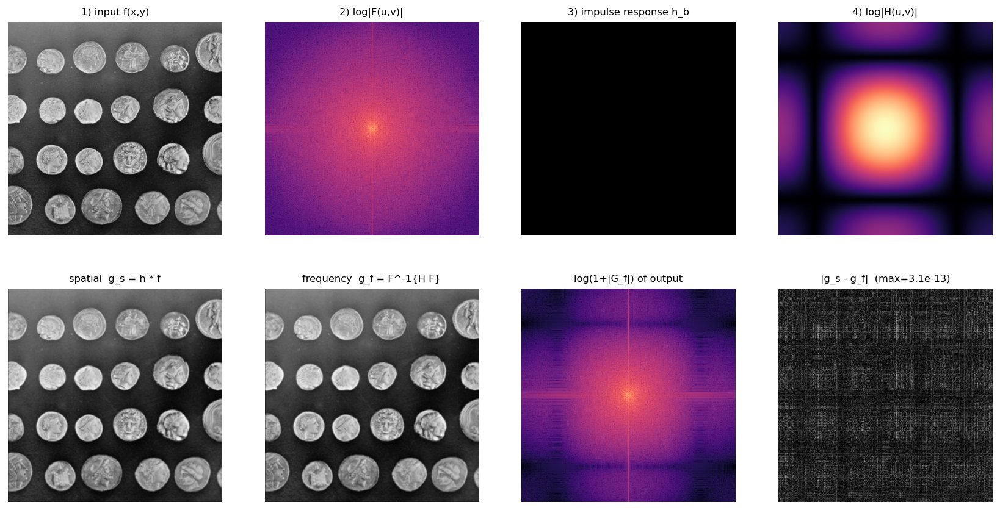 1) input f(x,y)
2) log|F(u,v)|
3) impulse response h_b
4) log|H(u,v)|
spatial  g_s = h * f
frequency  g_f = F^-1{H F}
log(1+|G_f|) of output
|g_s - g_f|  (max=3.1e-13)